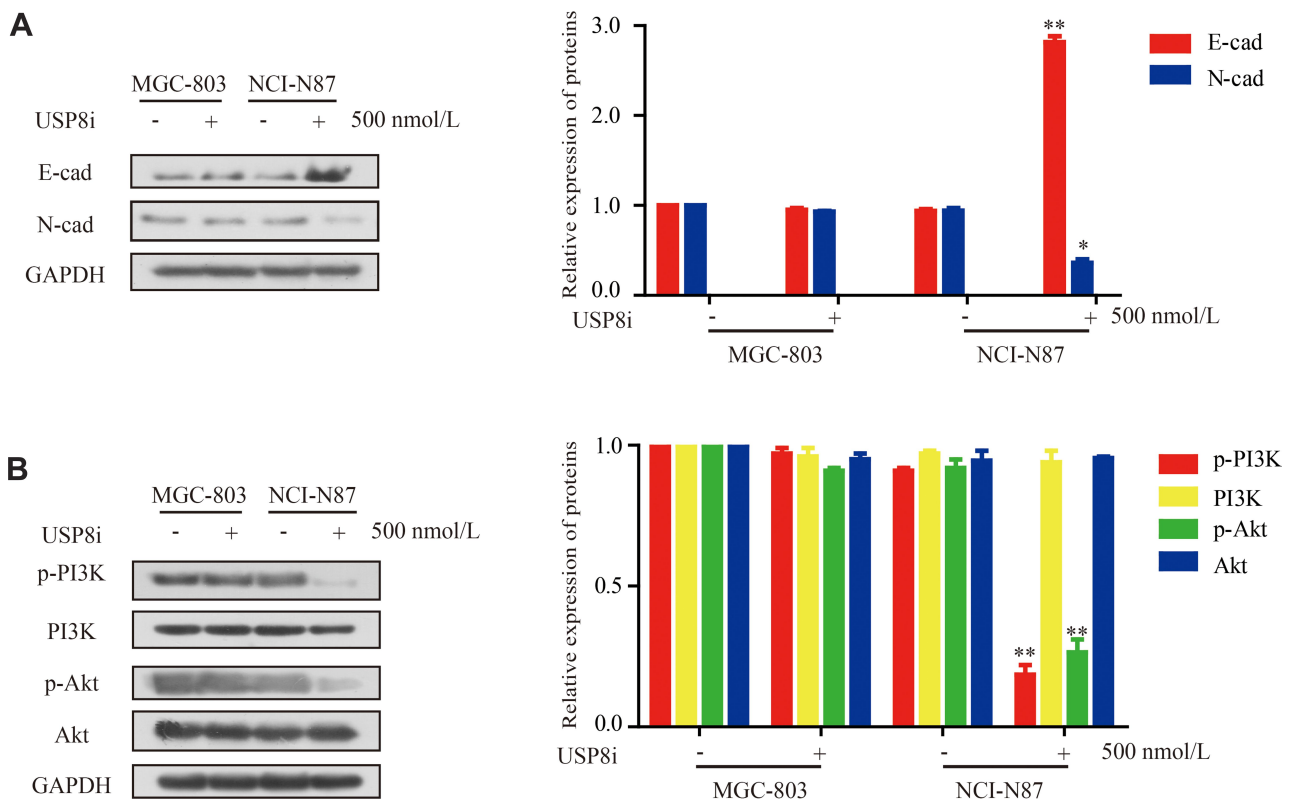 A
MGC-803 NCI-N87
USP8i - + - + 500 nmol/L
E-cad
N-cad
GAPDH
Relative expression of proteins
3.0
2.0
1.0
0.0
**
*
E-cad
N-cad
USP8i - + - + 500 nmol/L
MGC-803 NCI-N87
B
MGC-803 NCI-N87
USP8i - + - + 500 nmol/L
p-PI3K
PI3K
p-Akt
Akt
GAPDH
Relative expression of proteins
1.0
0.5
0.0
** **
p-PI3K
PI3K
p-Akt
Akt
USP8i - + - + 500 nmol/L
MGC-803 NCI-N87